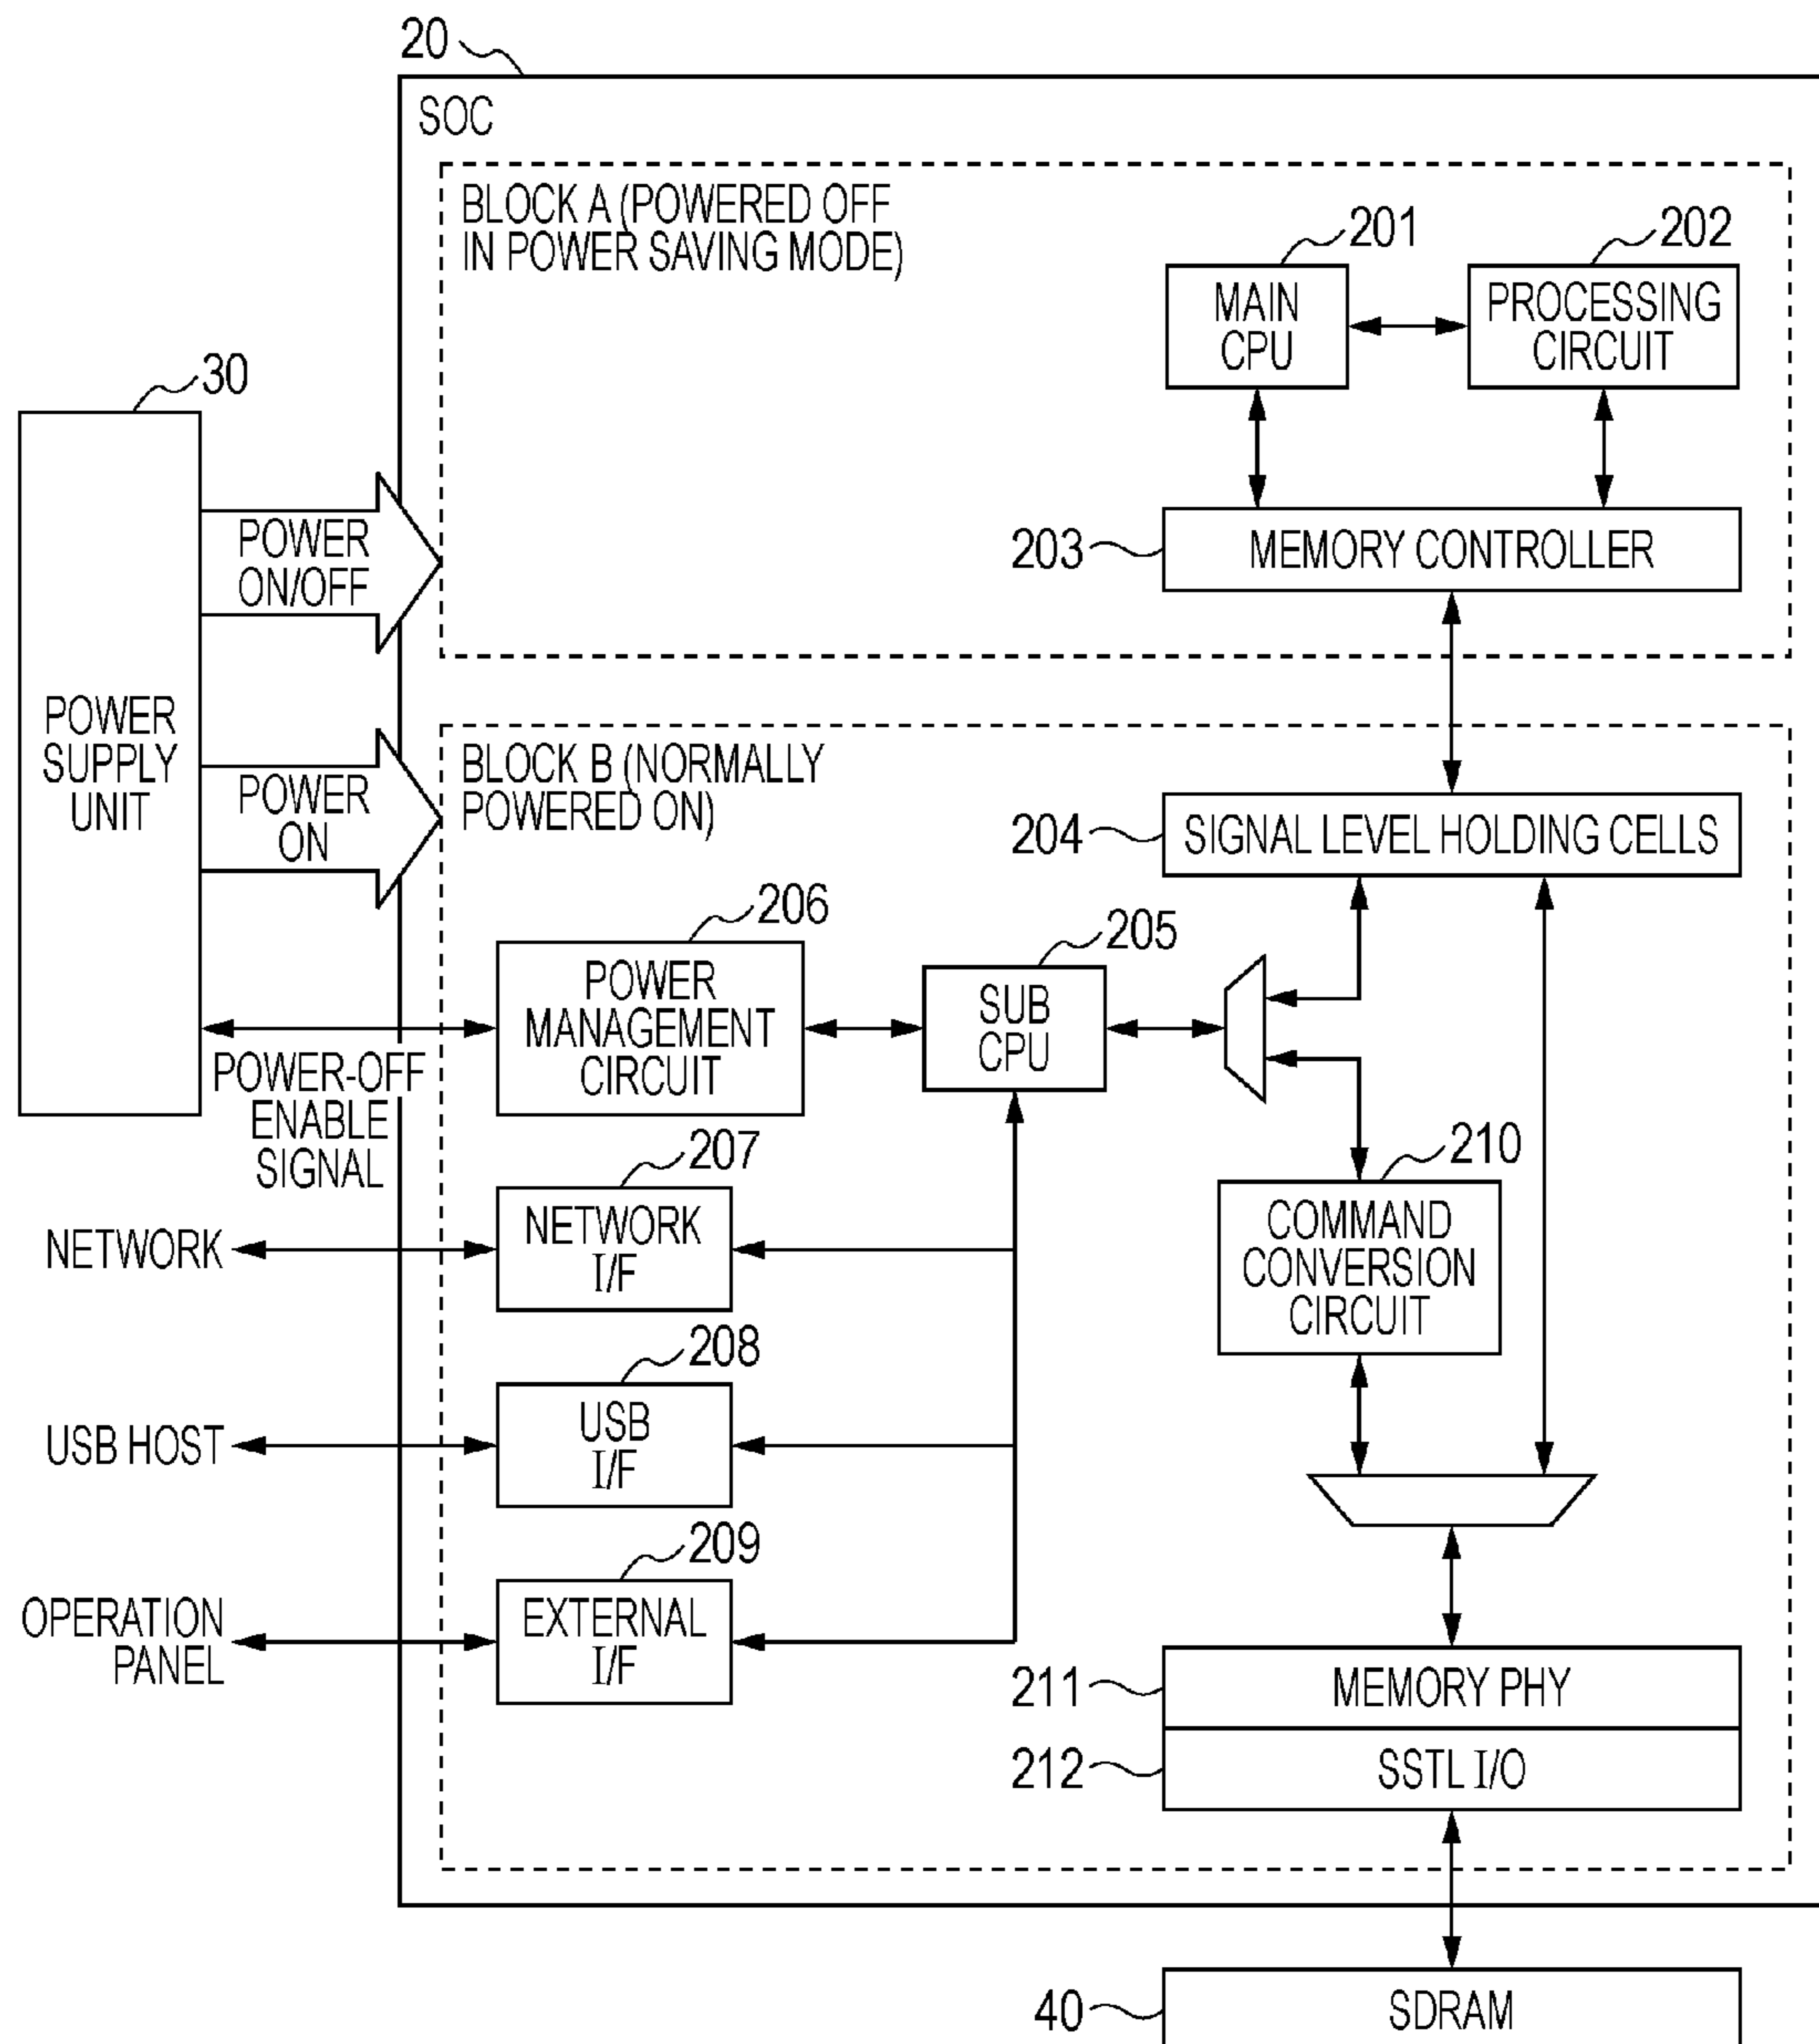 20
SOC
BLOCK A (POWERED OFF
IN POWER SAVING MODE)
201
202
MAIN
CPU
PROCESSING
CIRCUIT
30
POWER
ON/OFF
203
MEMORY CONTROLLER
POWER
SUPPLY
UNIT
POWER
ON
BLOCK B (NORMALLY
POWERED ON)
204
SIGNAL LEVEL HOLDING CELLS
206
205
POWER
MANAGEMENT
CIRCUIT
SUB
CPU
POWER-OFF
ENABLE
SIGNAL
207
210
NETWORK
NETWORK
I/F
COMMAND
CONVERSION
CIRCUIT
208
USB HOST
USB
I/F
209
OPERATION
PANEL
EXTERNAL
I/F
211
MEMORY PHY
212
SSTL I/O
40
SDRAM